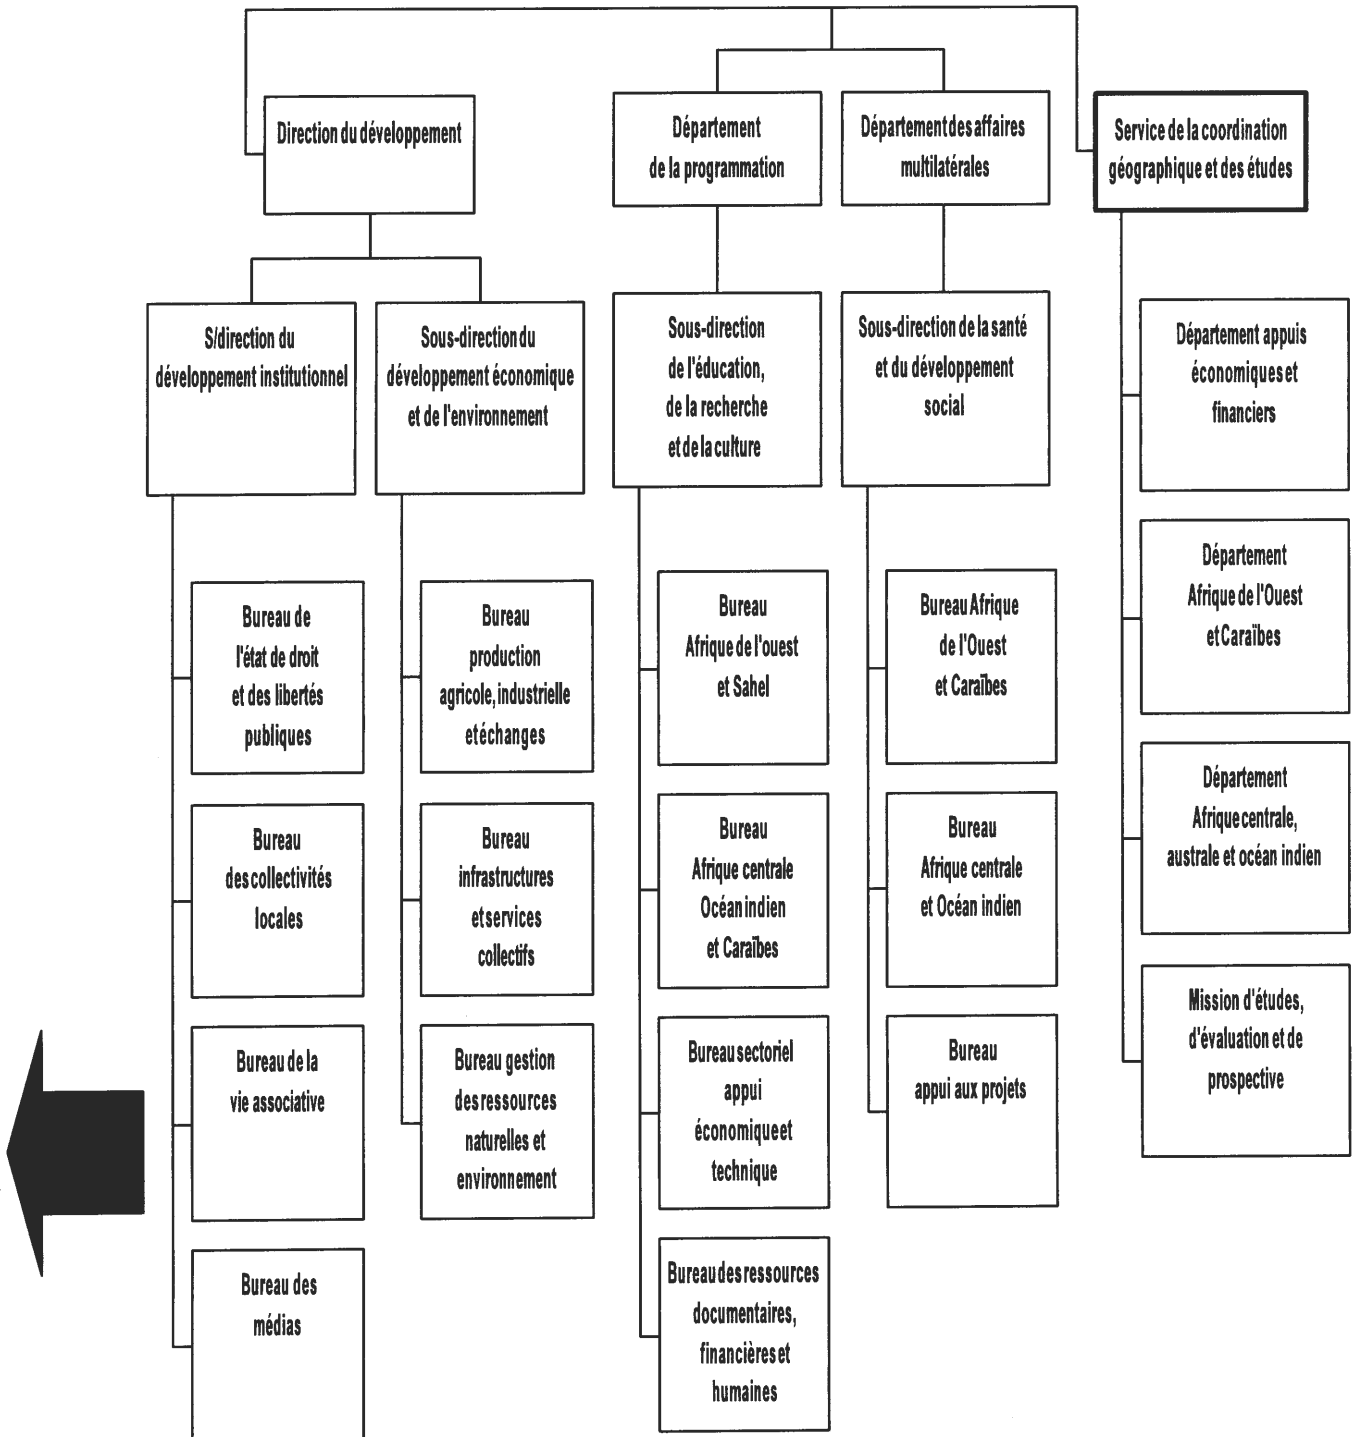 Direction du développement
Département
de la programmation
Département des affaires
multilatérales
Service de la coordination
géographique et des études
S/direction du
développement institutionnel
Sous-direction du
développement économique
et de l'environnement
Sous-direction
de l'éducation,
de la recherche
et de la culture
Sous-direction de la santé
et du développement
social
Département appuis
économiques et
financiers
Bureau de
l'état de droit
et des libertés
publiques
Bureau
production
agricole, industrielle
et échanges
Bureau
Afrique de l'ouest
et Sahel
Bureau Afrique
de l'Ouest
et Caraïbes
Département
Afrique de l'Ouest
et Caraïbes
Bureau
des collectivités
locales
Bureau
infrastructures
et services
collectifs
Bureau
Afrique centrale
Océan indien
et Caraïbes
Bureau
Afrique centrale
et Océan indien
Département
Afrique centrale,
australe et océan indien
Bureau de la
vie associative
Bureau gestion
des ressources
naturelles et
environnement
Bureau sectoriel
appui
économique et
technique
Bureau
appui aux projets
Mission d'études,
d'évaluation et de
prospective
Bureau des
médias
Bureau des ressources
documentaires,
financières et
humaines